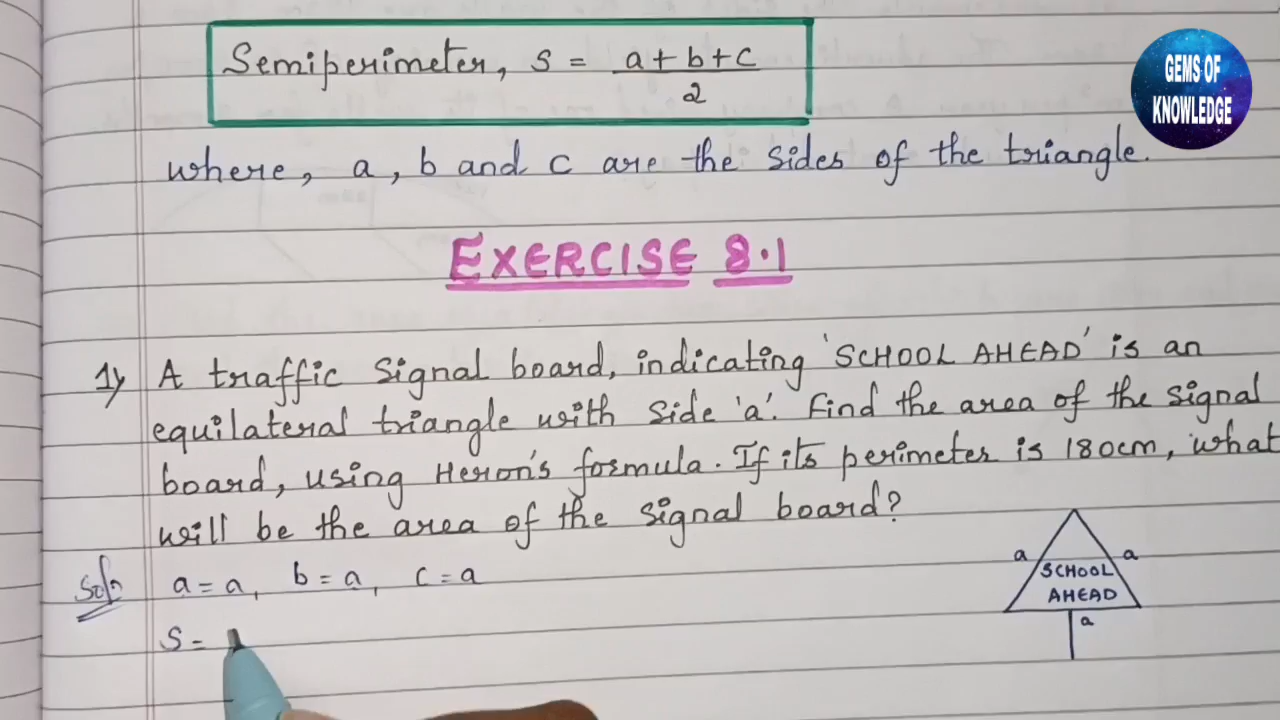 Semiperimeter, s = a+b+c
2
GEMS OF
KNOWLEDGE
where, a, b and c are the sides of the triangle.
EXERCISE 8.1
1) A traffic signal board, indicating 'SCHOOL AHEAD' is an
equilateral triangle with side 'a'. Find the area of the signal
board, using Heron's formula. If its perimeter is 180cm, what
will be the area of the signal board?
Soln a = a, b = a, c = a
a a
SCHOOL
AHEAD
a
S =